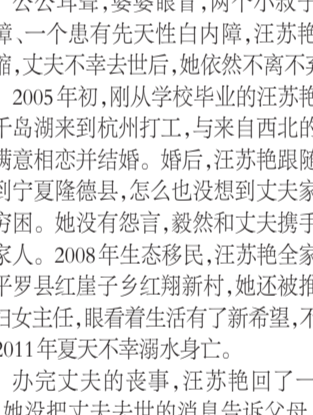 公公耳聋，婆婆眼盲，两个小叔子
障、一个患有先天性白内障，汪苏艳
缩，丈夫不幸去世后，她依然不离不弃
2005年初，刚从学校毕业的汪苏艳
千岛湖来到杭州打工，与来自西北的
满意相恋并结婚。婚后，汪苏艳跟随
到宁夏隆德县，怎么也没想到丈夫家
穷困。她没有怨言，毅然和丈夫携手
家人。2008年生态移民，汪苏艳全家
平罗县红崖子乡红翔新村，她还被推
妇女主任，眼看着生活有了新希望，不
2011年夏天不幸溺水身亡。
办完丈夫的丧事，汪苏艳回了一
她没把丈夫去世的消息告诉父母